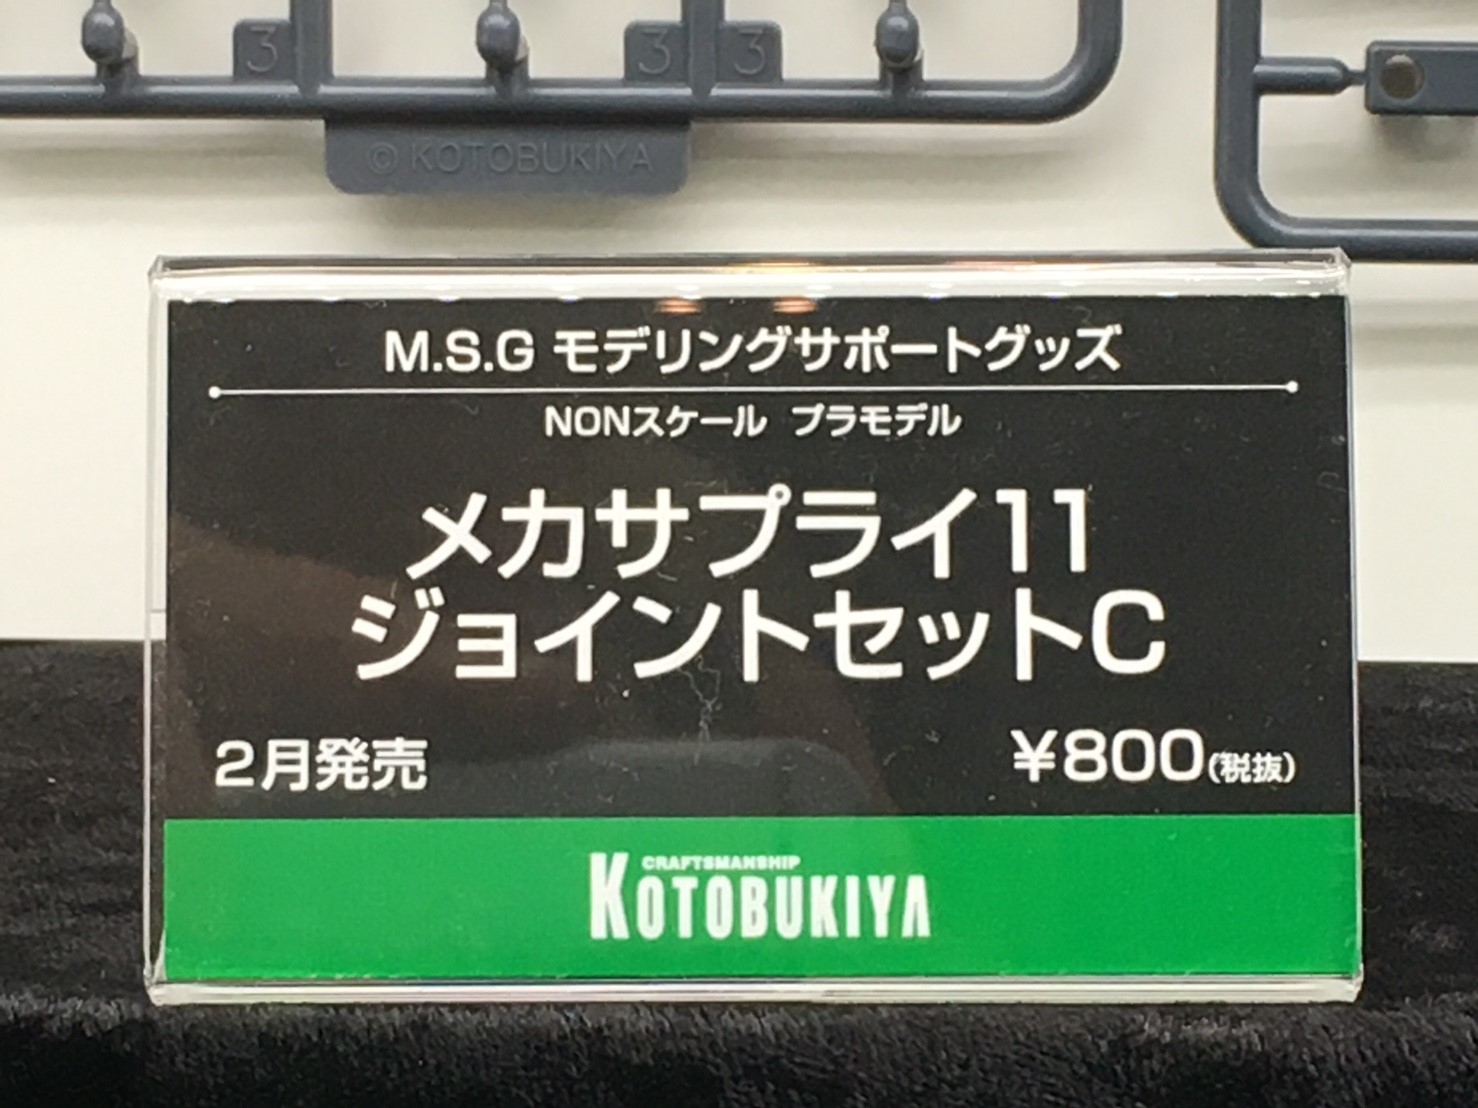 3 3 3
© KOTOBUKIYA
M.S.G モデリングサポートグッズ
NONスケール プラモデル
メカサプライ11
ジョイントセットC
2月発売 ¥800(税抜)
CRAFTSMANSHIP
KOTOBUKIYA